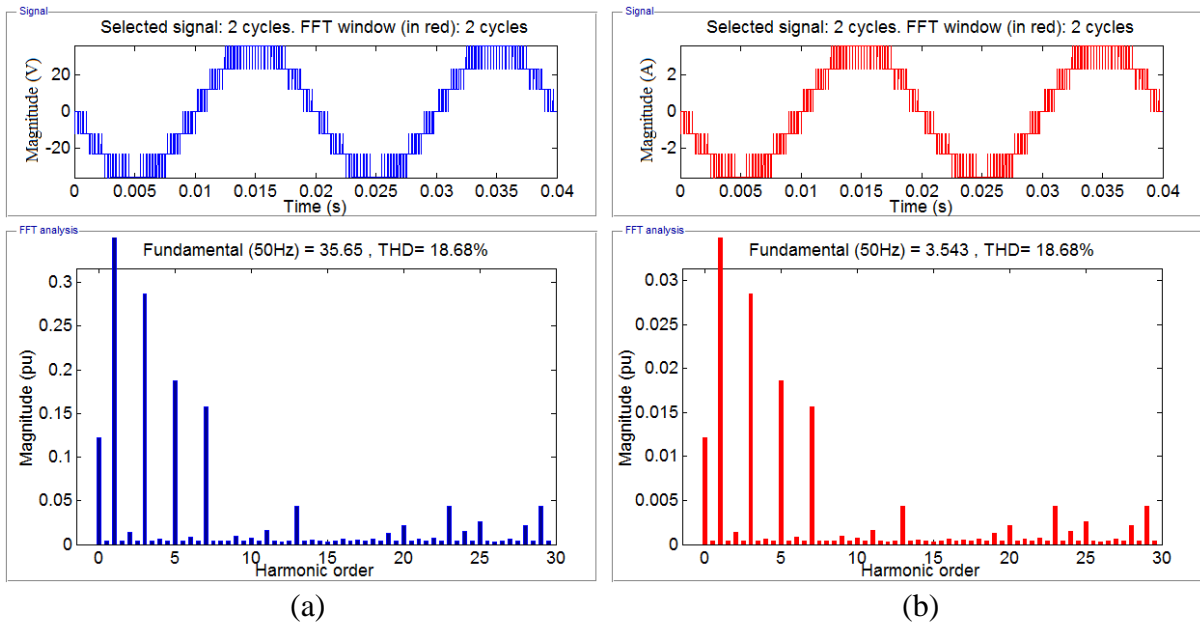 Signal
Selected signal: 2 cycles. FFT window (in red): 2 cycles
Magnitude (V)
20
0
-20
0 0.005 0.01 0.015 0.02 0.025 0.03 0.035 0.04
Time (s)
FFT analysis
Fundamental (50Hz) = 35.65 , THD= 18.68%
Magnitude (pu)
0.3
0.25
0.2
0.15
0.1
0.05
0
0 5 10 15 20 25 30
Harmonic order
(a)
Signal
Selected signal: 2 cycles. FFT window (in red): 2 cycles
Magnitude (A)
2
0
-2
0 0.005 0.01 0.015 0.02 0.025 0.03 0.035 0.04
Time (s)
FFT analysis
Fundamental (50Hz) = 3.543 , THD= 18.68%
Magnitude (pu)
0.03
0.025
0.02
0.015
0.01
0.005
0
0 5 10 15 20 25 30
Harmonic order
(b)